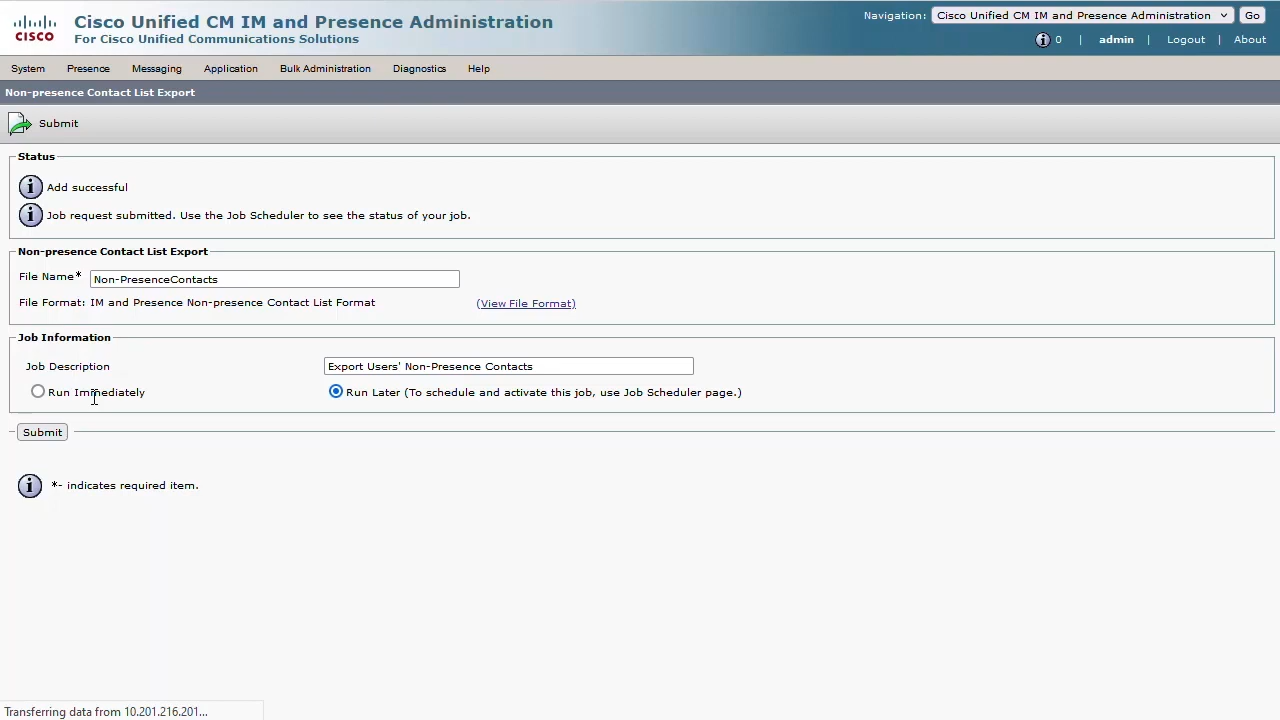 CISCO
Cisco Unified CM IM and Presence Administration
For Cisco Unified Communications Solutions
Navigation: Cisco Unified CM IM and Presence Administration Go
0 | admin | Logout | About
System Presence Messaging Application Bulk Administration Diagnostics Help
Non-presence Contact List Export
Submit
Status
Add successful
Job request submitted. Use the Job Scheduler to see the status of your job.
Non-presence Contact List Export
File Name* Non-PresenceContacts
File Format: IM and Presence Non-presence Contact List Format (View File Format)
Job Information
Job Description Export Users' Non-Presence Contacts
Run Immediately Run Later (To schedule and activate this job, use Job Scheduler page.)
Submit
*- indicates required item.
Transferring data from 10.201.216.201...